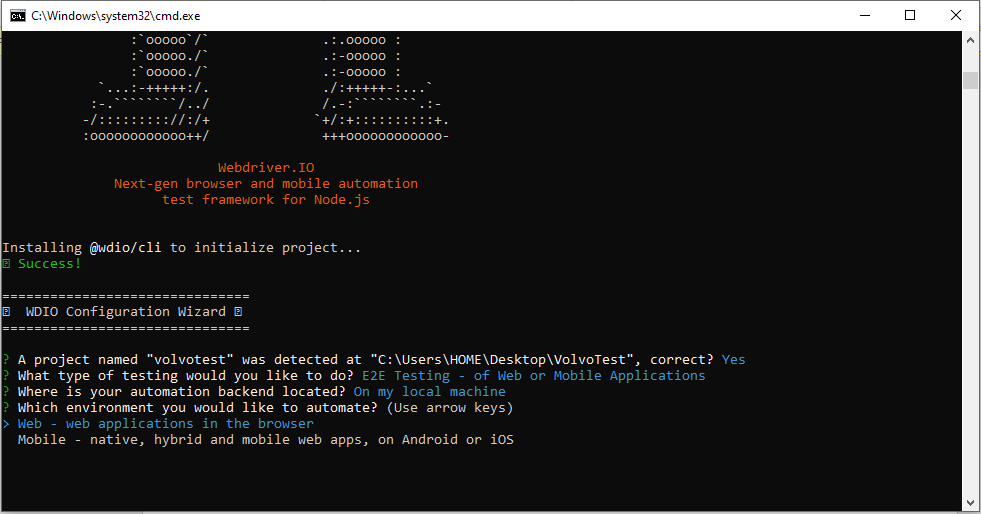 C:\Windows\system32\cmd.exe
:`ooooo`/`              .:.ooooo :
:`ooooo./`              .:-ooooo :
:`ooooo./`              .:-ooooo :
`...:-+++++:/.              ./:+++++-:...`
:-.````````/../              /.-:````````.:-
-/::::::::://:/+             `+/:+::::::::::+.
:oooooooooooo++/              +++oooooooooooo-
Webdriver.IO
Next-gen browser and mobile automation
test framework for Node.js
Installing @wdio/cli to initialize project...
Success!
===============================
WDIO Configuration Wizard
===============================
? A project named "volvotest" was detected at "C:\Users\HOME\Desktop\VolvoTest", correct? Yes
? What type of testing would you like to do? E2E Testing - of Web or Mobile Applications
? Where is your automation backend located? On my local machine
? Which environment you would like to automate? (Use arrow keys)
> Web - web applications in the browser
Mobile - native, hybrid and mobile web apps, on Android or iOS